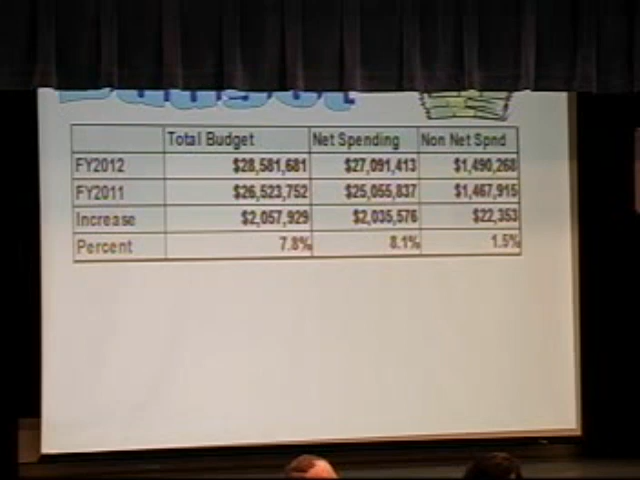 Budget
Total Budget Net Spending Non Net Spnd
FY2012 $28,581,681 $27,091,413 $1,490,268
FY2011 $26,523,752 $25,055,837 $1,467,915
Increase $2,057,929 $2,035,576 $22,353
Percent 7.8% 8.1% 1.5%